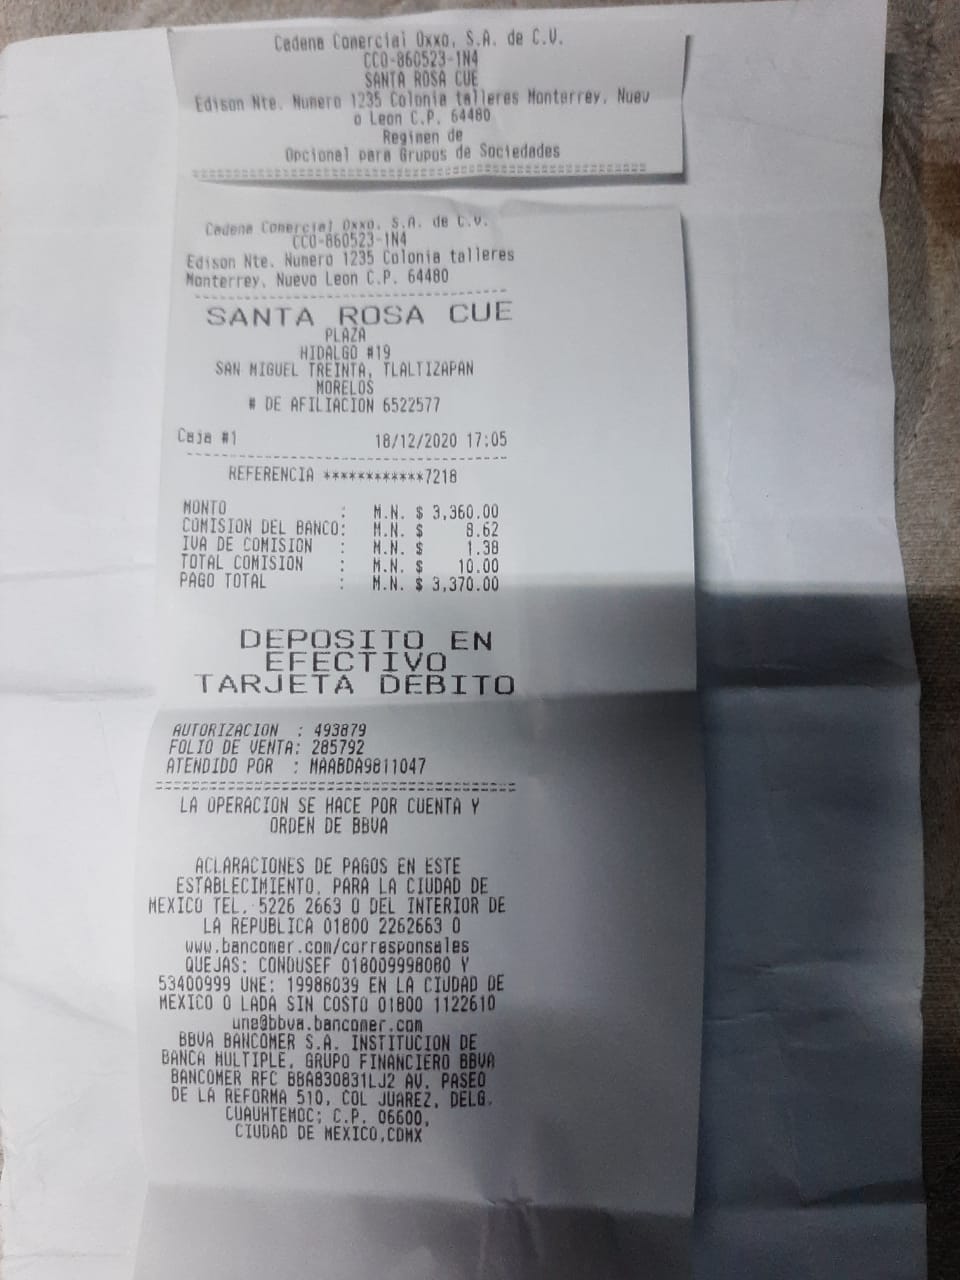 Cadena Comercial Oxxo, S.A. de C.V.
CCO-860523-1N4
SANTA ROSA CUE
Edison Nte. Numero 1235 Colonia talleres Monterrey, Nuev
o Leon C.P. 64480
Regimen de
Opcional para Grupos de Sociedades
Cadena Comercial Oxxo, S.A. de C.V.
CCO-860523-1N4
Edison Nte. Numero 1235 Colonia talleres
Monterrey, Nuevo Leon C.P. 64480
SANTA ROSA CUE
PLAZA
HIDALGO #19
SAN MIGUEL TREINTA, TLALTIZAPAN
MORELOS
# DE AFILIACION 6522577
Caja #1 18/12/2020 17:05
REFERENCIA ************7218
MONTO : M.N. $ 3,360.00
COMISION DEL BANCO: M.N. $ 8.62
IVA DE COMISION : M.N. $ 1.38
TOTAL COMISION : M.N. $ 10.00
PAGO TOTAL : M.N. $ 3,370.00
DEPOSITO EN
EFECTIVO
TARJETA DEBITO
AUTORIZACION : 493879
FOLIO DE VENTA: 285792
ATENDIDO POR : MAABDA9811047
LA OPERACION SE HACE POR CUENTA Y
ORDEN DE BBVA
ACLARACIONES DE PAGOS EN ESTE
ESTABLECIMIENTO, PARA LA CIUDAD DE
MEXICO TEL. 5226 2663 O DEL INTERIOR DE
LA REPUBLICA 01800 2262663 O
www.bancomer.com/corresponsales
QUEJAS: CONDUSEF 018009998080 Y
53400999 UNE: 19988039 EN LA CIUDAD DE
MEXICO O LADA SIN COSTO 01800 1122610
une@bbva.bancomer.com
BBVA BANCOMER S.A. INSTITUCION DE
BANCA MULTIPLE, GRUPO FINANCIERO BBVA
BANCOMER RFC BBA830831LJ2 AV. PASEO
DE LA REFORMA 510, COL JUAREZ, DELG.
CUAUHTEMOC; C.P. 06600,
CIUDAD DE MEXICO,CDMX